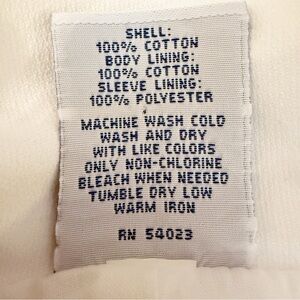 SHELL:
100% COTTON
BODY LINING:
100% COTTON
SLEEVE LINING:
100% POLYESTER
MACHINE WASH COLD
WASH AND DRY
WITH LIKE COLORS
ONLY NON-CHLORINE
BLEACH WHEN NEEDED
TUMBLE DRY LOW
WARM IRON
RN 54023